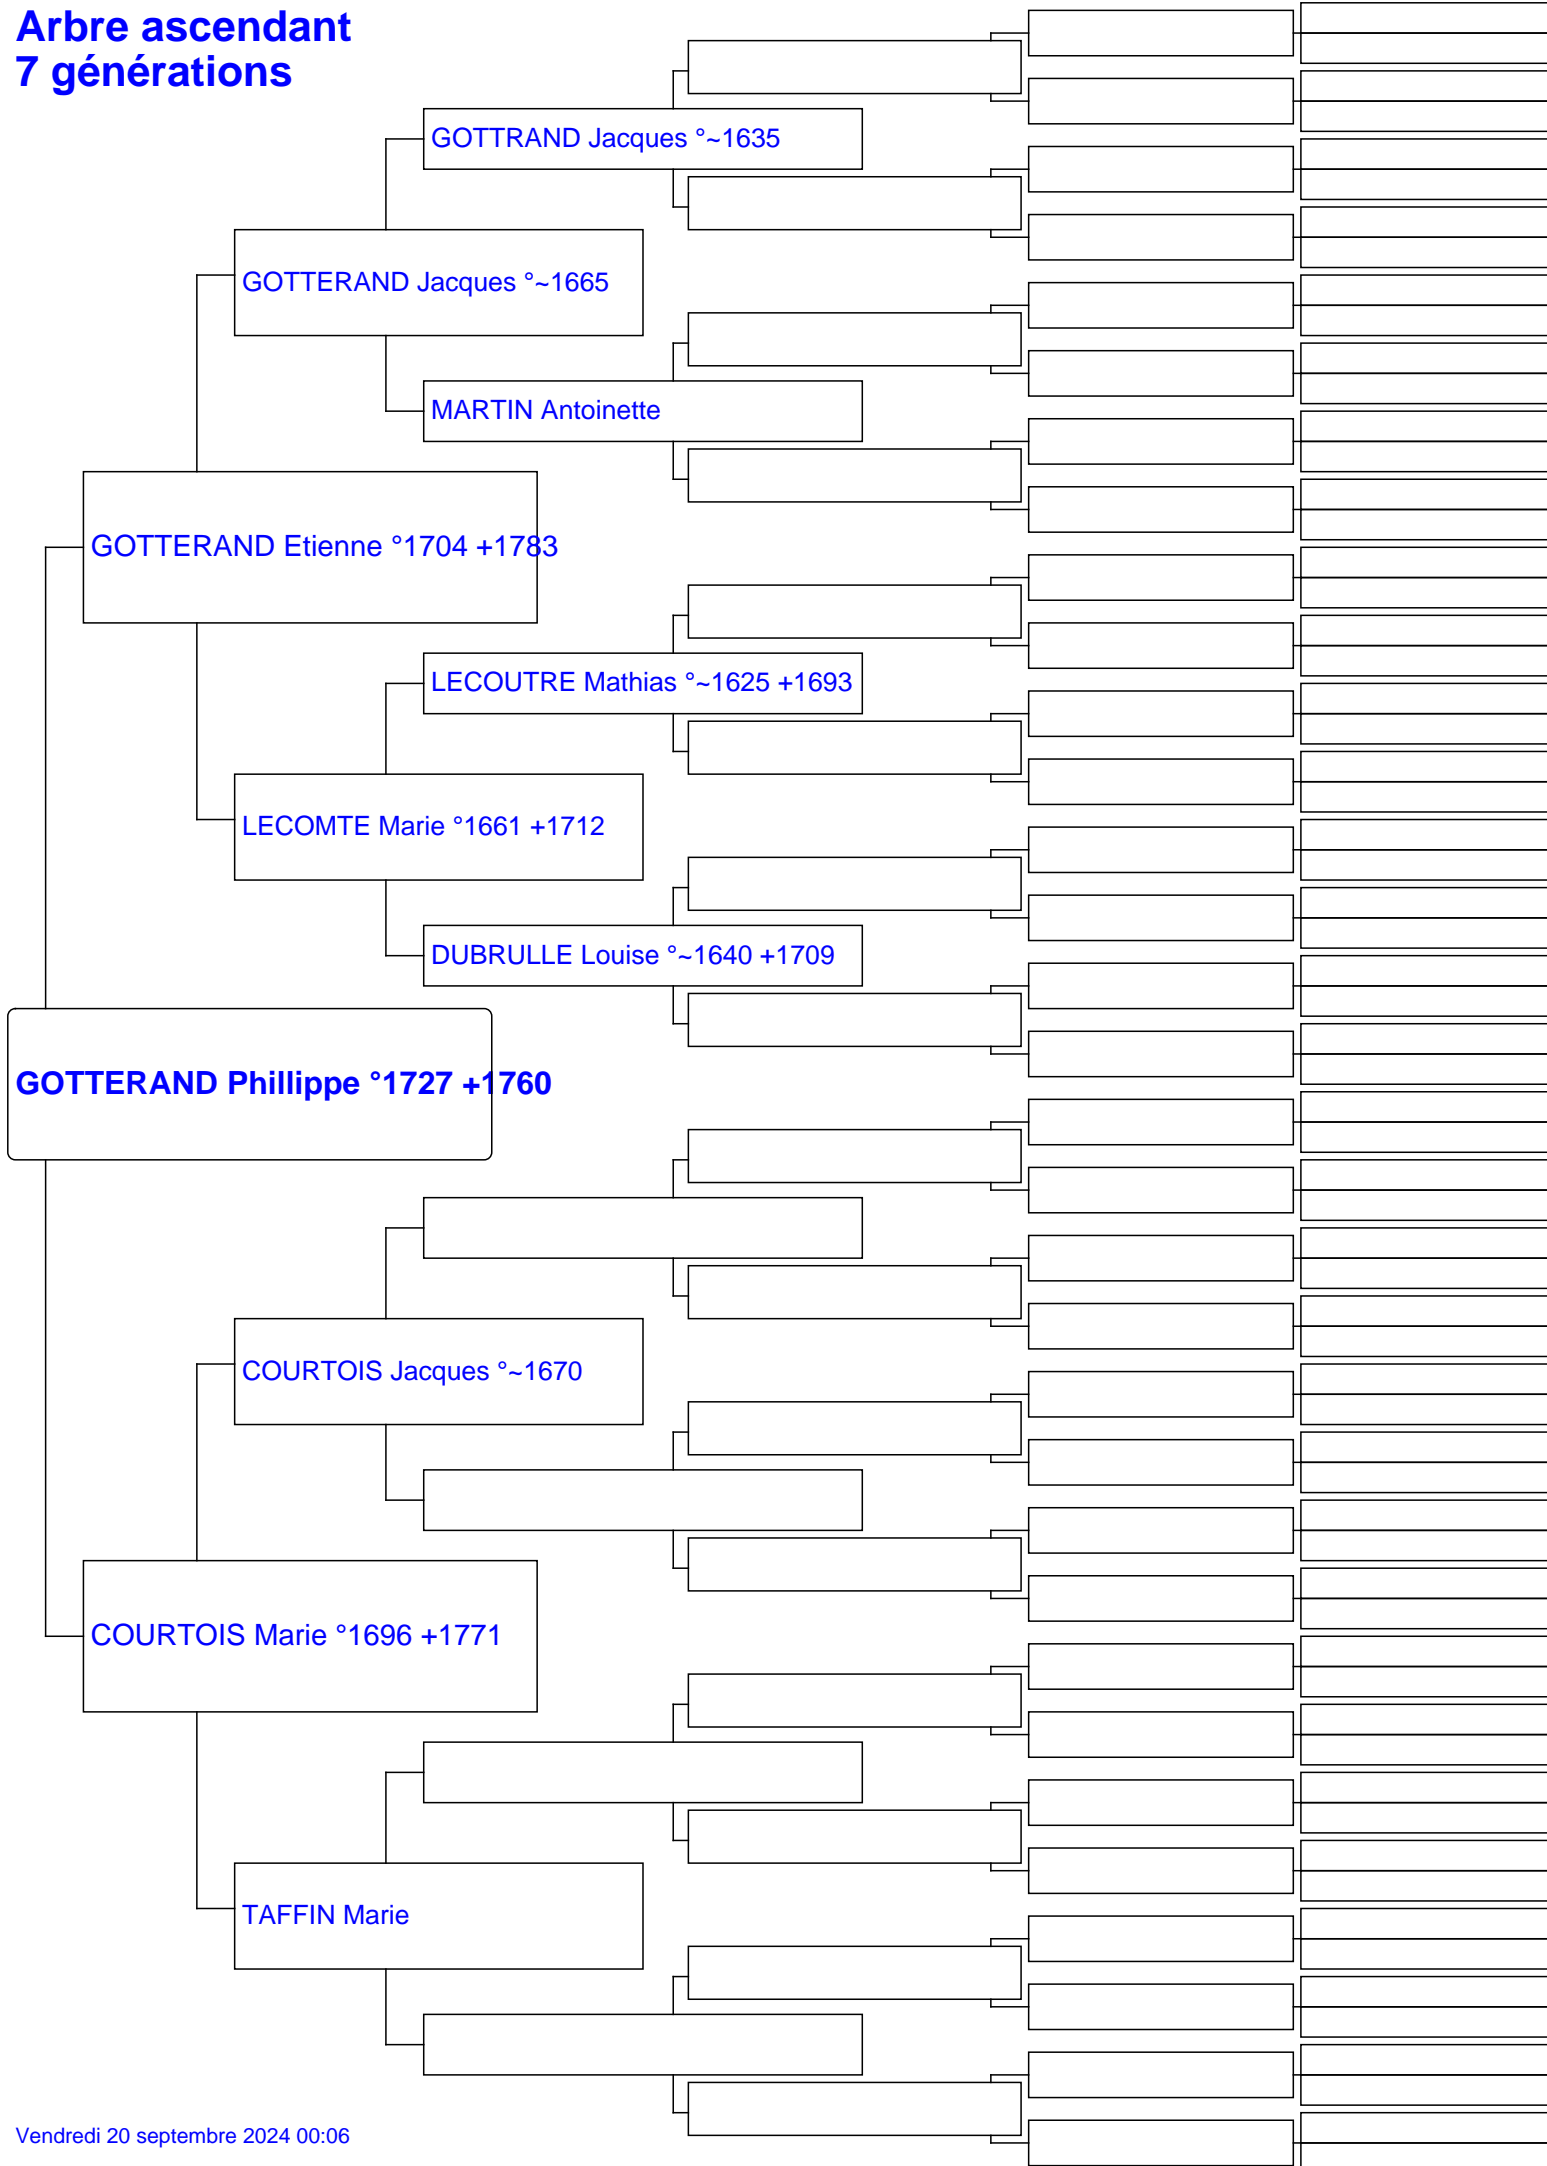 Arbre ascendant
7 générations
GOTTRAND Jacques °~1635
GOTTERAND Jacques °~1665
MARTIN Antoinette
GOTTERAND Etienne °1704 +1783
LECOUTRE Mathias °~1625 +1693
LECOMTE Marie °1661 +1712
DUBRULLE Louise °~1640 +1709
GOTTERAND Phillippe °1727 +1760
COURTOIS Jacques °~1670
COURTOIS Marie °1696 +1771
TAFFIN Marie
Vendredi 20 septembre 2024 00:06